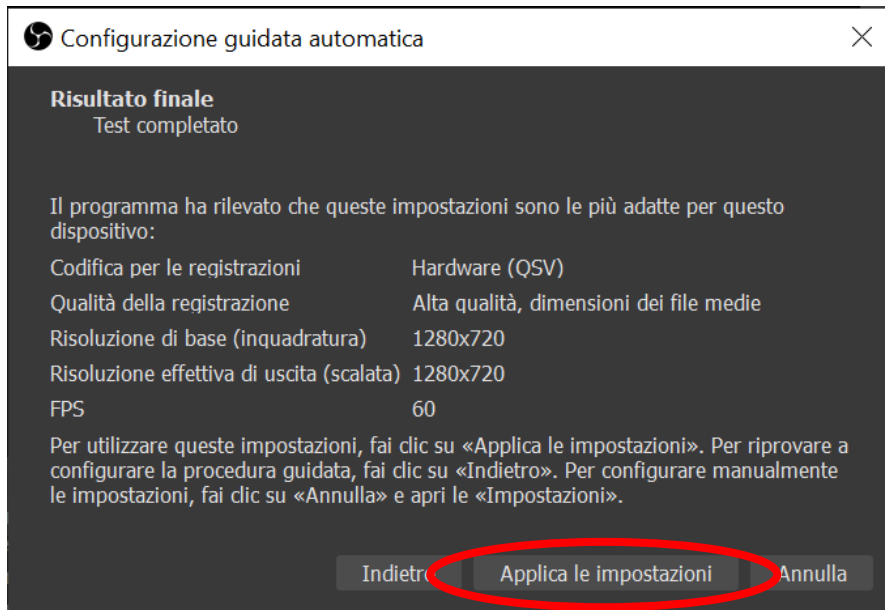 Configurazione guidata automatica
Risultato finale
Test completato
Il programma ha rilevato che queste impostazioni sono le più adatte per questo
dispositivo:
Codifica per le registrazioni Hardware (QSV)
Qualità della registrazione Alta qualità, dimensioni dei file medie
Risoluzione di base (inquadratura) 1280x720
Risoluzione effettiva di uscita (scalata) 1280x720
FPS 60
Per utilizzare queste impostazioni, fai clic su «Applica le impostazioni». Per riprovare a
configurare la procedura guidata, fai clic su «Indietro». Per configurare manualmente
le impostazioni, fai clic su «Annulla» e apri le «Impostazioni».
Indietro Applica le impostazioni Annulla